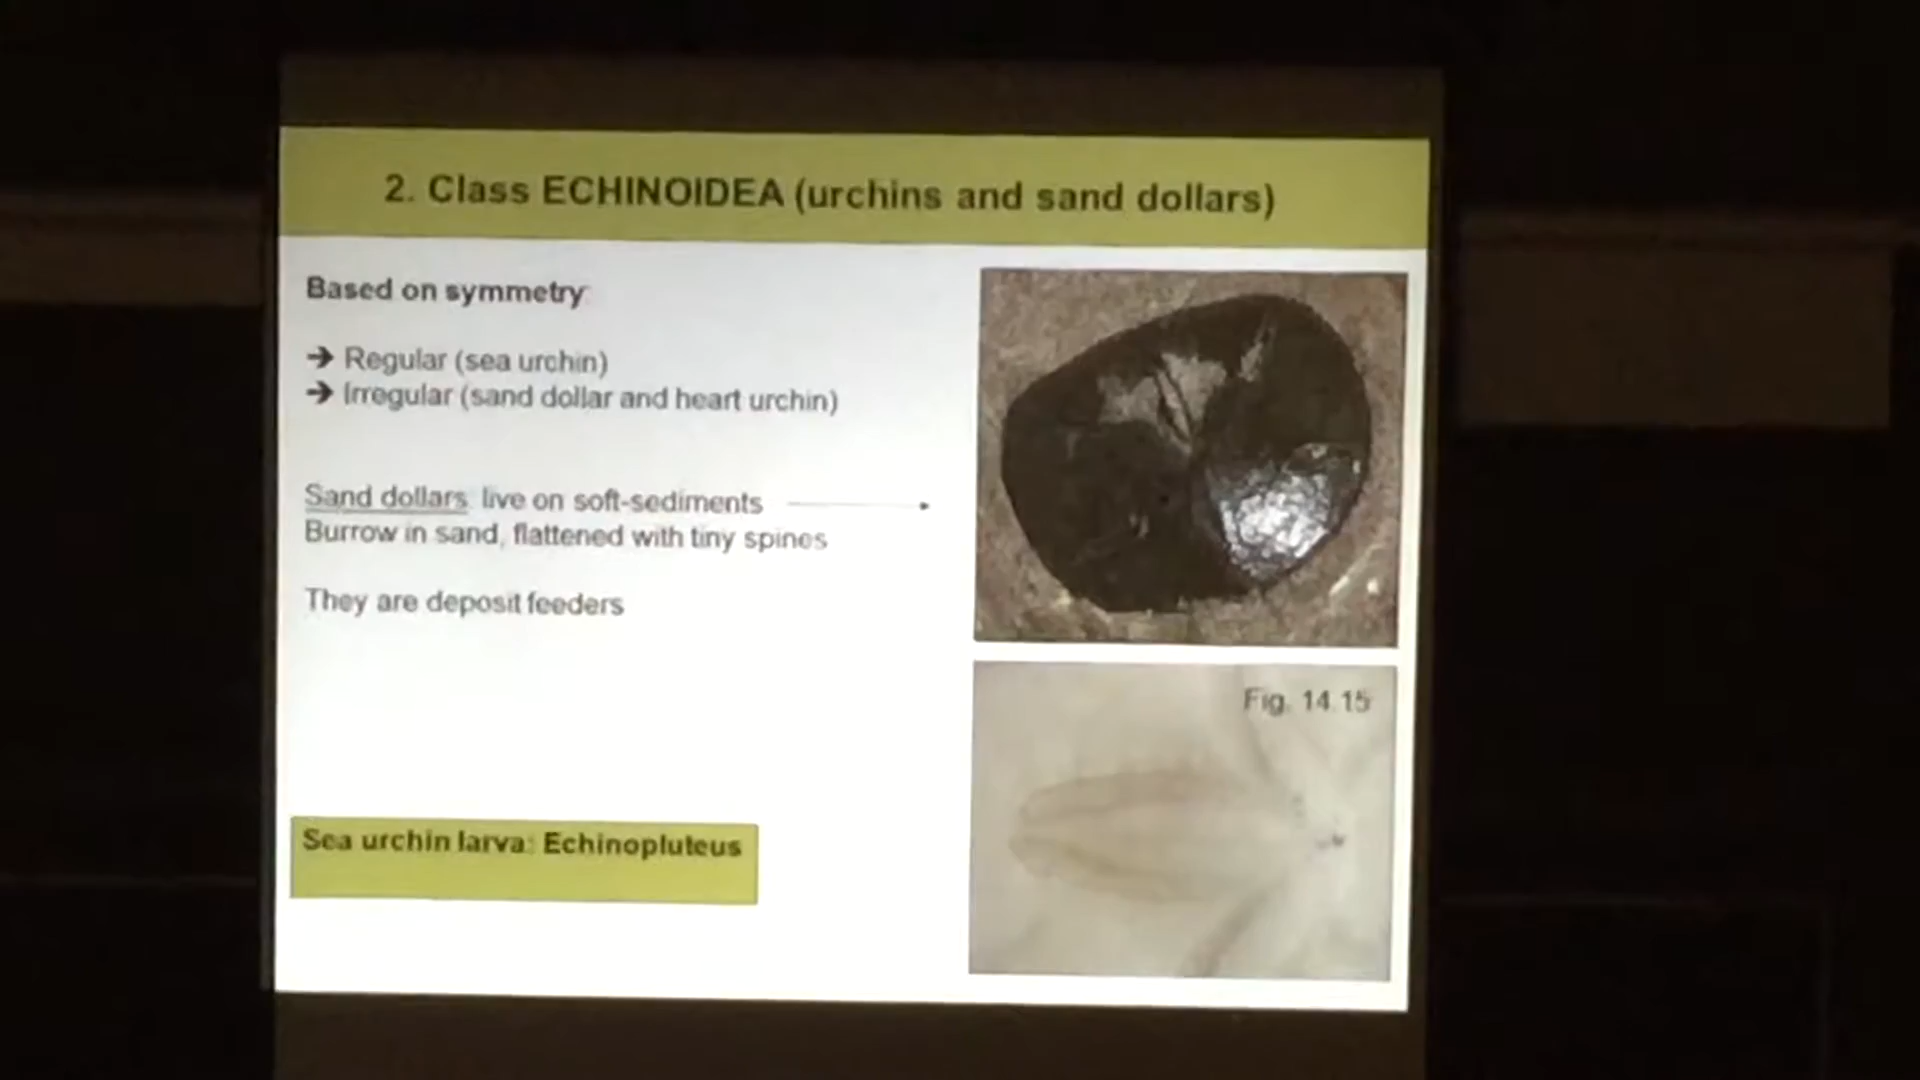 2. Class ECHINOIDEA (urchins and sand dollars)
Based on symmetry:
➔ Regular (sea urchin)
➔ Irregular (sand dollar and heart urchin)
Sand dollars: live on soft-sediments
Burrow in sand, flattened with tiny spines
They are deposit feeders
Fig. 14.15
Sea urchin larva: Echinopluteus